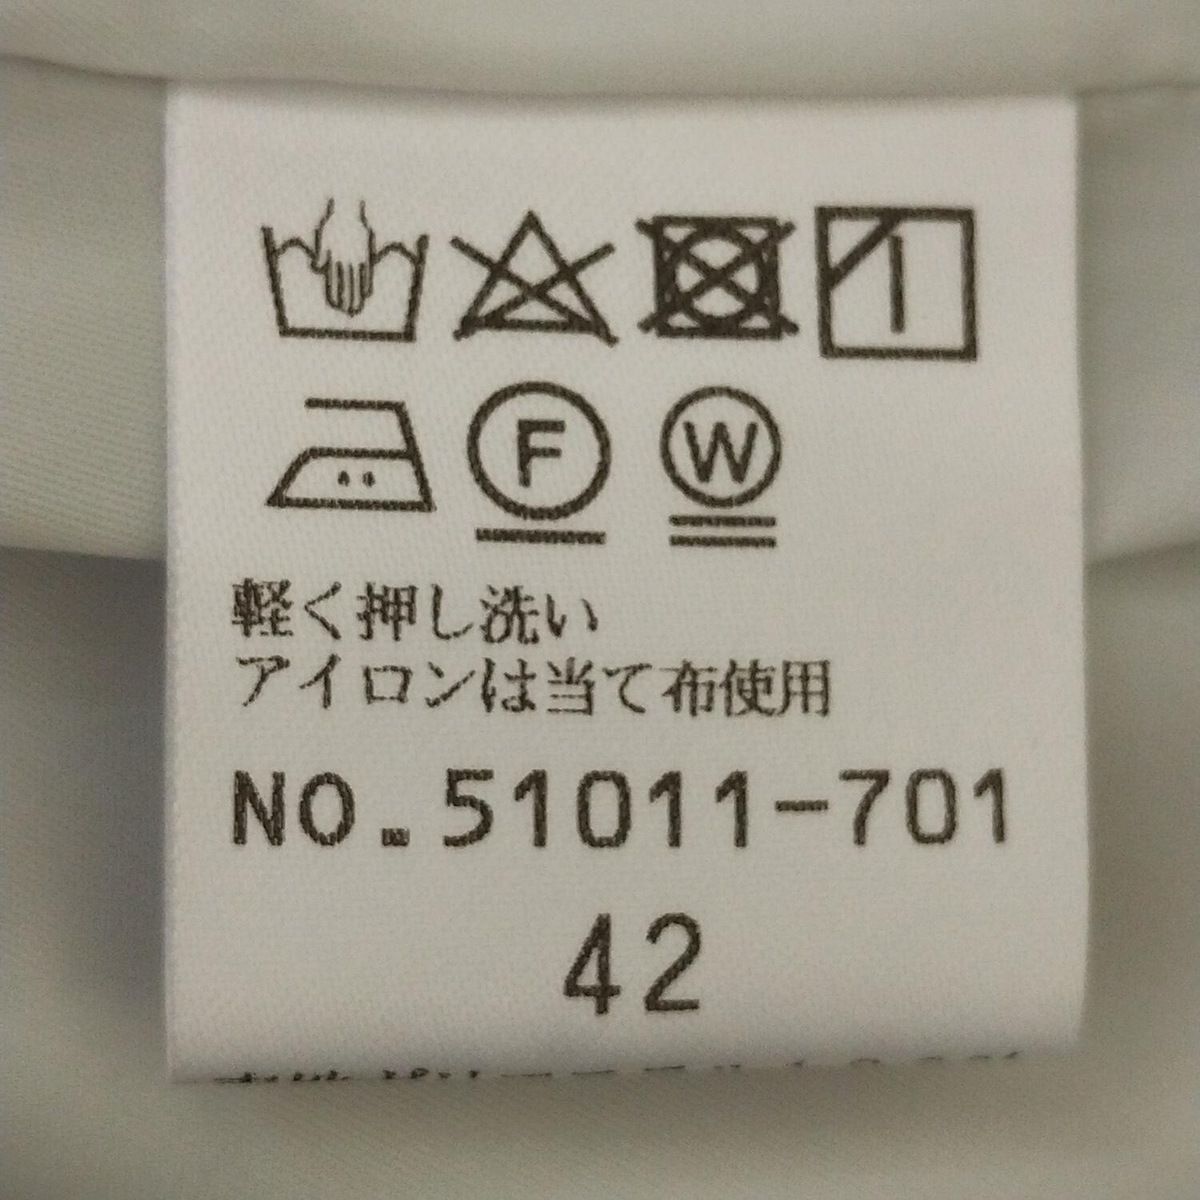 F W
軽く押し洗い
アイロンは当て布使用
NO.51011-701
42